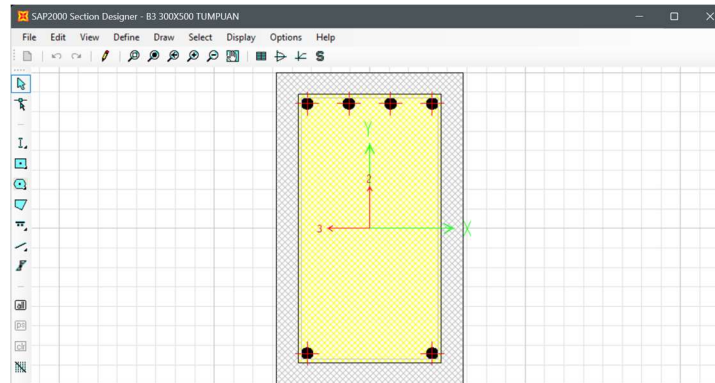 SAP2000 Section Designer - B3 300X500 TUMPUAN
File Edit View Define Draw Select Display Options Help
S
Y
2
3
X